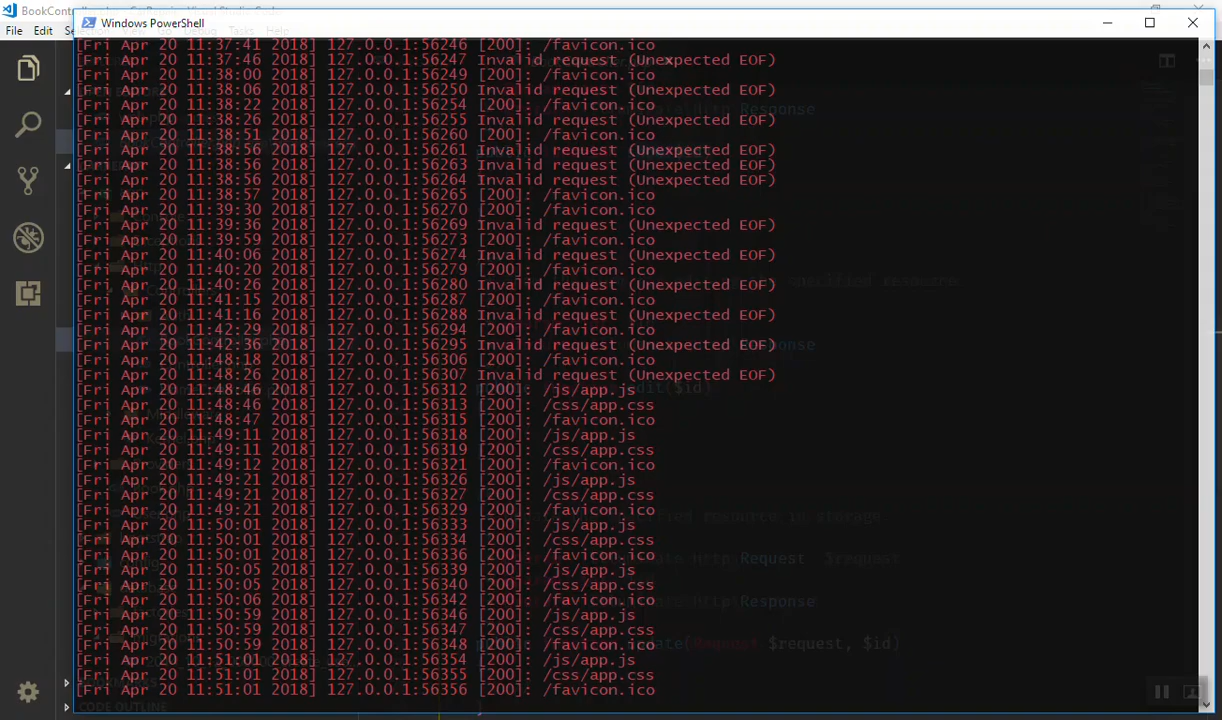 BookCont
Windows PowerShell
File Edit
[Fri Apr 20 11:37:41 2018] 127.0.0.1:56246 [200]: /favicon.ico
[Fri Apr 20 11:37:46 2018] 127.0.0.1:56247 Invalid request (Unexpected EOF)
[Fri Apr 20 11:38:00 2018] 127.0.0.1:56249 [200]: /favicon.ico
[Fri Apr 20 11:38:06 2018] 127.0.0.1:56250 Invalid request (Unexpected EOF)
[Fri Apr 20 11:38:22 2018] 127.0.0.1:56254 [200]: /favicon.ico
[Fri Apr 20 11:38:26 2018] 127.0.0.1:56255 Invalid request (Unexpected EOF)
[Fri Apr 20 11:38:51 2018] 127.0.0.1:56260 [200]: /favicon.ico
[Fri Apr 20 11:38:56 2018] 127.0.0.1:56261 Invalid request (Unexpected EOF)
[Fri Apr 20 11:38:56 2018] 127.0.0.1:56263 Invalid request (Unexpected EOF)
[Fri Apr 20 11:38:56 2018] 127.0.0.1:56264 Invalid request (Unexpected EOF)
[Fri Apr 20 11:38:57 2018] 127.0.0.1:56265 [200]: /favicon.ico
[Fri Apr 20 11:39:30 2018] 127.0.0.1:56270 [200]: /favicon.ico
[Fri Apr 20 11:39:36 2018] 127.0.0.1:56269 Invalid request (Unexpected EOF)
[Fri Apr 20 11:39:59 2018] 127.0.0.1:56273 [200]: /favicon.ico
[Fri Apr 20 11:40:06 2018] 127.0.0.1:56274 Invalid request (Unexpected EOF)
[Fri Apr 20 11:40:20 2018] 127.0.0.1:56279 [200]: /favicon.ico
[Fri Apr 20 11:40:26 2018] 127.0.0.1:56280 Invalid request (Unexpected EOF)
[Fri Apr 20 11:41:15 2018] 127.0.0.1:56287 [200]: /favicon.ico
[Fri Apr 20 11:41:16 2018] 127.0.0.1:56288 Invalid request (Unexpected EOF)
[Fri Apr 20 11:42:29 2018] 127.0.0.1:56294 [200]: /favicon.ico
[Fri Apr 20 11:42:36 2018] 127.0.0.1:56295 Invalid request (Unexpected EOF)
[Fri Apr 20 11:48:18 2018] 127.0.0.1:56306 [200]: /favicon.ico
[Fri Apr 20 11:48:26 2018] 127.0.0.1:56307 Invalid request (Unexpected EOF)
[Fri Apr 20 11:48:46 2018] 127.0.0.1:56312 [200]: /js/app.js
[Fri Apr 20 11:48:46 2018] 127.0.0.1:56313 [200]: /css/app.css
[Fri Apr 20 11:48:47 2018] 127.0.0.1:56315 [200]: /favicon.ico
[Fri Apr 20 11:49:11 2018] 127.0.0.1:56318 [200]: /js/app.js
[Fri Apr 20 11:49:11 2018] 127.0.0.1:56319 [200]: /css/app.css
[Fri Apr 20 11:49:12 2018] 127.0.0.1:56321 [200]: /favicon.ico
[Fri Apr 20 11:49:21 2018] 127.0.0.1:56326 [200]: /js/app.js
[Fri Apr 20 11:49:21 2018] 127.0.0.1:56327 [200]: /css/app.css
[Fri Apr 20 11:49:21 2018] 127.0.0.1:56329 [200]: /favicon.ico
[Fri Apr 20 11:50:01 2018] 127.0.0.1:56333 [200]: /js/app.js
[Fri Apr 20 11:50:01 2018] 127.0.0.1:56334 [200]: /css/app.css
[Fri Apr 20 11:50:01 2018] 127.0.0.1:56336 [200]: /favicon.ico
[Fri Apr 20 11:50:05 2018] 127.0.0.1:56339 [200]: /js/app.js
[Fri Apr 20 11:50:05 2018] 127.0.0.1:56340 [200]: /css/app.css
[Fri Apr 20 11:50:06 2018] 127.0.0.1:56342 [200]: /favicon.ico
[Fri Apr 20 11:50:59 2018] 127.0.0.1:56346 [200]: /js/app.js
[Fri Apr 20 11:50:59 2018] 127.0.0.1:56347 [200]: /css/app.css
[Fri Apr 20 11:50:59 2018] 127.0.0.1:56348 [200]: /favicon.ico
[Fri Apr 20 11:51:01 2018] 127.0.0.1:56354 [200]: /js/app.js
[Fri Apr 20 11:51:01 2018] 127.0.0.1:56355 [200]: /css/app.css
[Fri Apr 20 11:51:01 2018] 127.0.0.1:56356 [200]: /favicon.ico
CODE OUTLINE